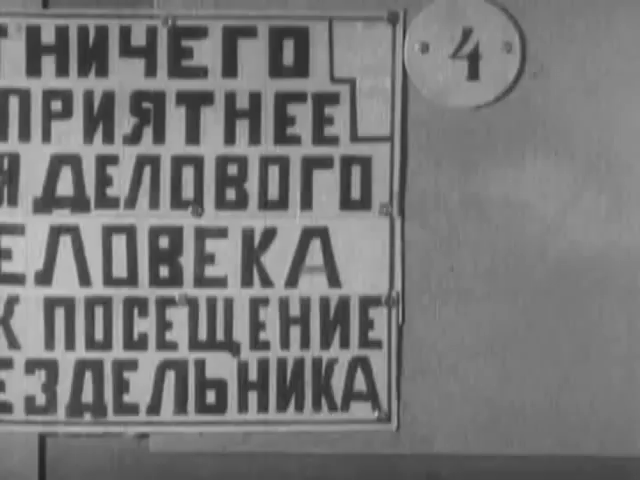 Т НИЧЕГО
4
ПРИЯТНЕЕ
Я ДЕЛОВОГО
ЕЛОВЕКА
К ПОСЕЩЕНИЕ
ЕЗДЕЛЬНИКА